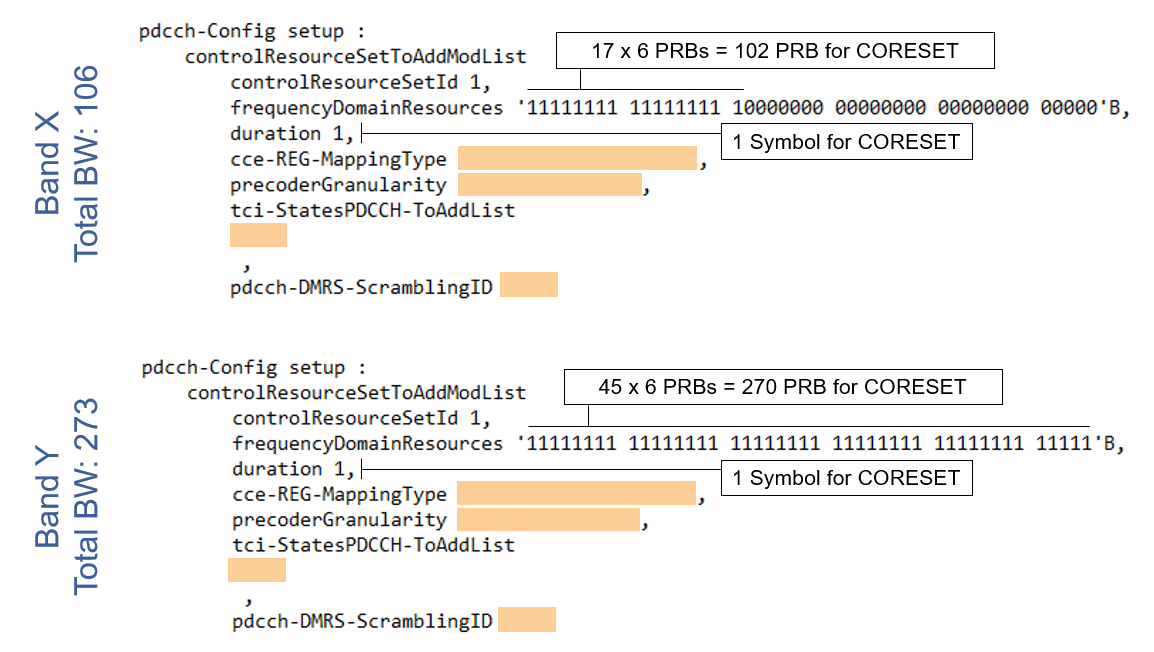 Band X
Total BW: 106
pdcch-Config setup :
controlResourceSetToAddModList
17 x 6 PRBs = 102 PRB for CORESET
controlResourceSetId 1,
frequencyDomainResources '11111111 11111111 10000000 00000000 00000000 00000'B,
duration 1,
1 Symbol for CORESET
cce-REG-MappingType ,
precoderGranularity ,
tci-StatesPDCCH-ToAddList
,
pdcch-DMRS-ScramblingID
Band Y
Total BW: 273
pdcch-Config setup :
controlResourceSetToAddModList
45 x 6 PRBs = 270 PRB for CORESET
controlResourceSetId 1,
frequencyDomainResources '11111111 11111111 11111111 11111111 11111111 11111'B,
duration 1,
1 Symbol for CORESET
cce-REG-MappingType ,
precoderGranularity ,
tci-StatesPDCCH-ToAddList
,
pdcch-DMRS-ScramblingID